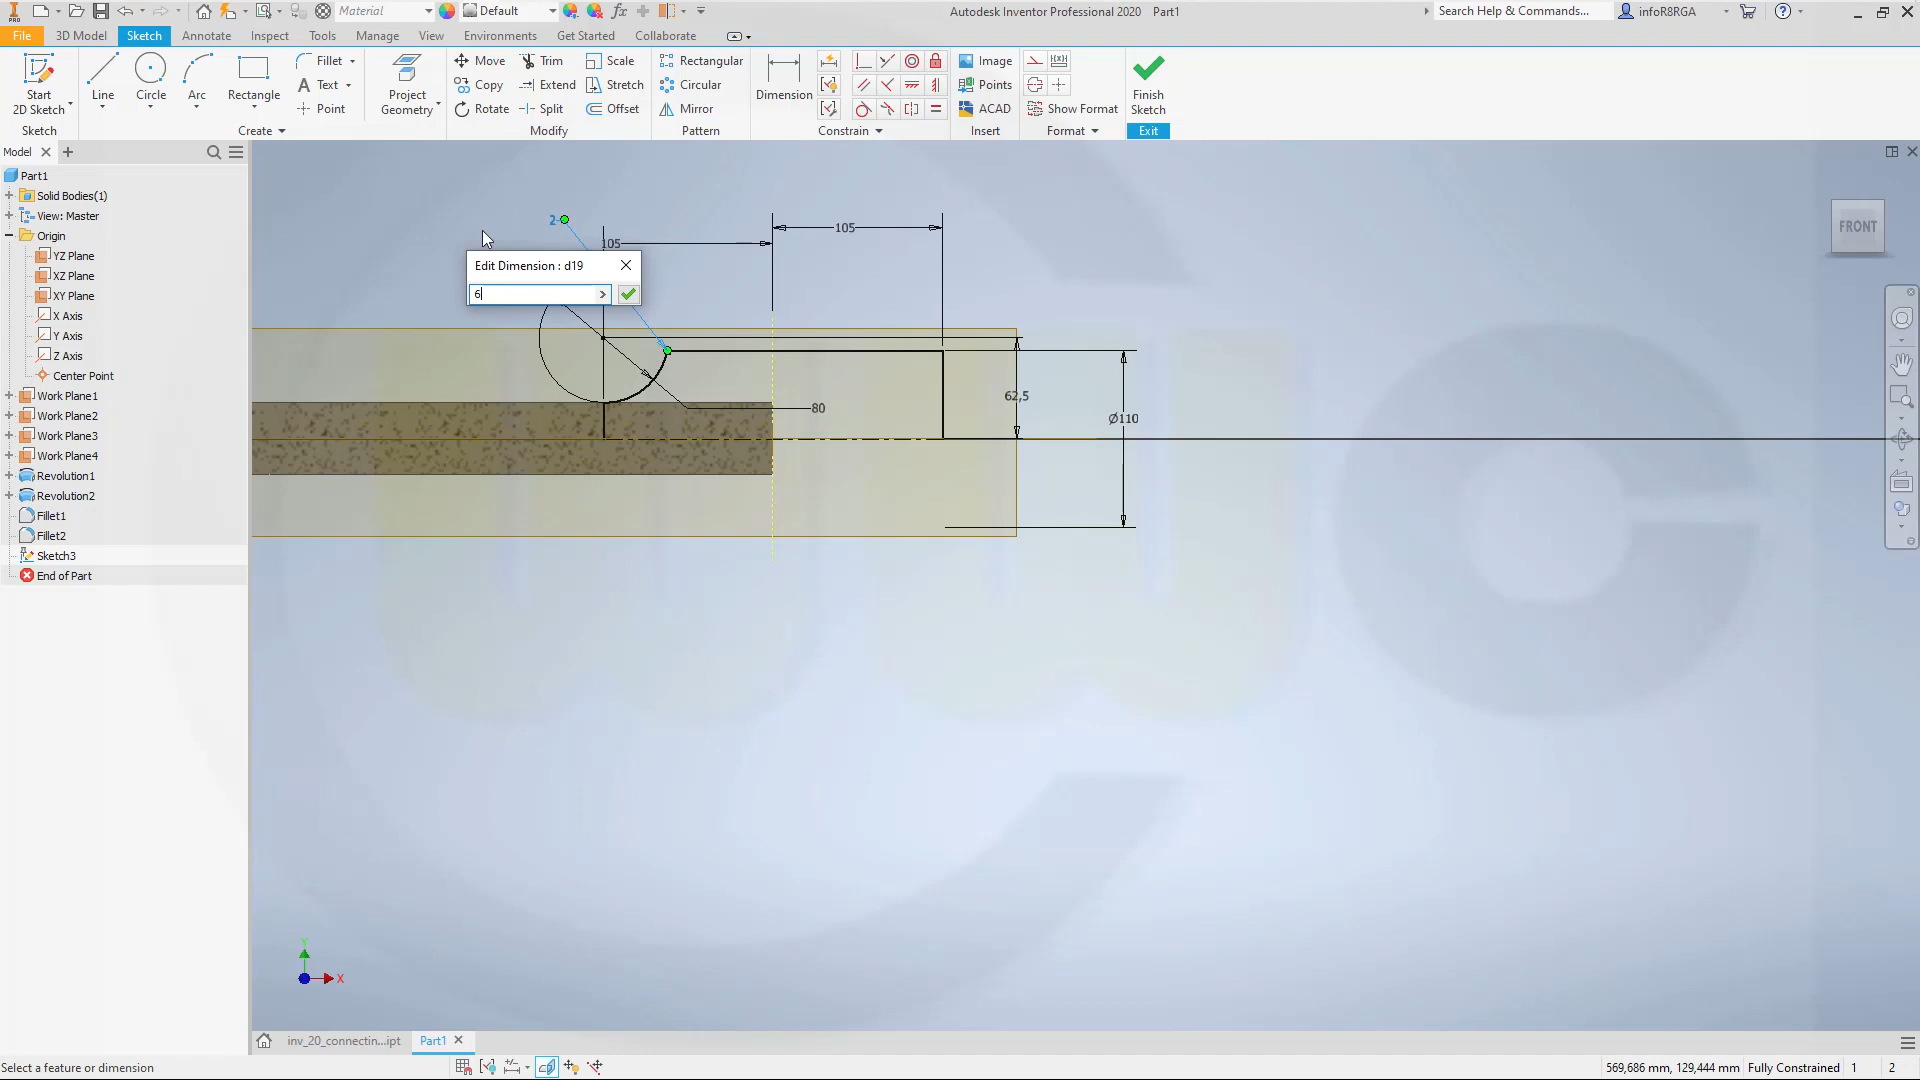 Material
Default
Autodesk Inventor Professional 2020 Part1
Search Help & Commands...
infoR8RGA
File 3D Model Sketch Annotate Inspect Tools Manage View Environments Get Started Collaborate
Start 2D Sketch
Line
Circle
Arc
Rectangle
Fillet
Text
Point
Project Geometry
Move
Copy
Rotate
Trim
Extend
Split
Scale
Stretch
Offset
Rectangular
Circular
Mirror
Dimension
Image
Points
ACAD
Show Format
Finish Sketch
Sketch Create Modify Pattern Constrain Insert Format Exit
Model
Part1
Solid Bodies(1)
View: Master
Origin
YZ Plane
XZ Plane
XY Plane
X Axis
Y Axis
Z Axis
Center Point
Work Plane1
Work Plane2
Work Plane3
Work Plane4
Revolution1
Revolution2
Fillet1
Fillet2
Sketch3
End of Part
FRONT
2
105
105
Edit Dimension : d19
6
62,5
80
Ø110
Y
X
inv_20_connectin...ipt Part1
Select a feature or dimension
569,686 mm, 129,444 mm Fully Constrained 1 2